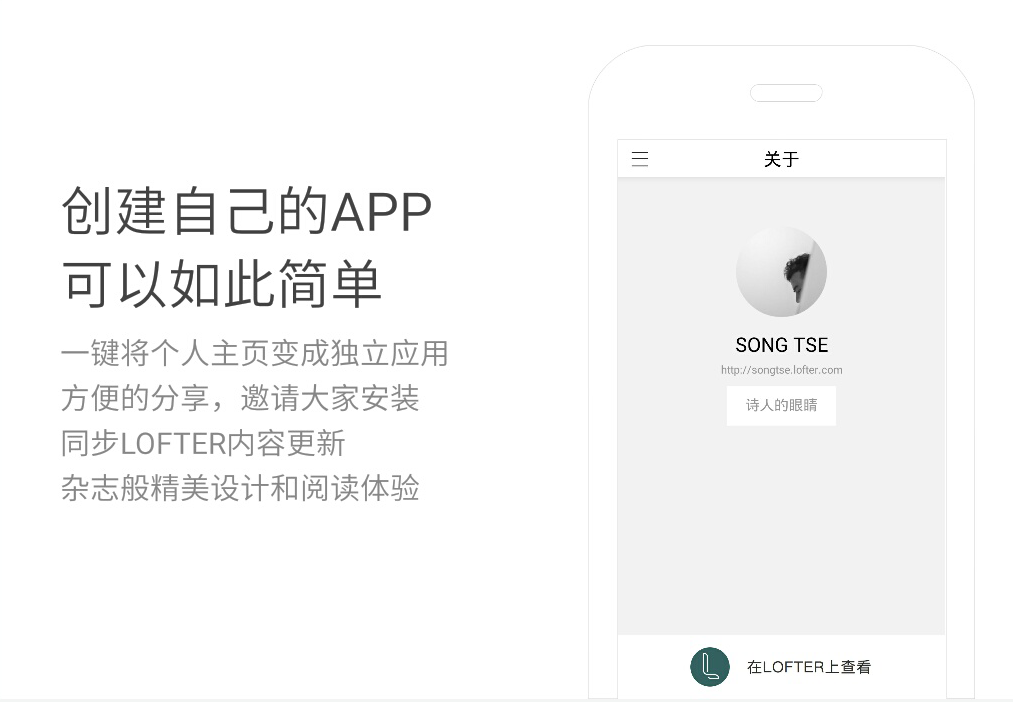 创建自己的APP
可以如此简单
一键将个人主页变成独立应用
方便的分享，邀请大家安装
同步LOFTER内容更新
杂志般精美设计和阅读体验
关于
SONG TSE
http://songtse.lofter.com
诗人的眼睛
在LOFTER上查看